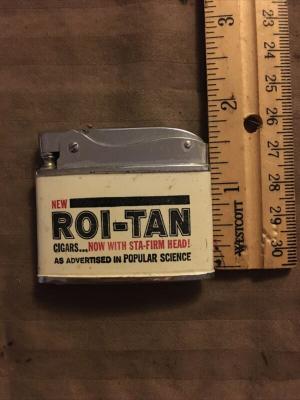 NEW
ROI-TAN
CIGARS...NOW WITH STA-FIRM HEAD!
AS ADVERTISED IN POPULAR SCIENCE
3
2
1
WESTCOTT
23
24
25
26
27
28
29
30